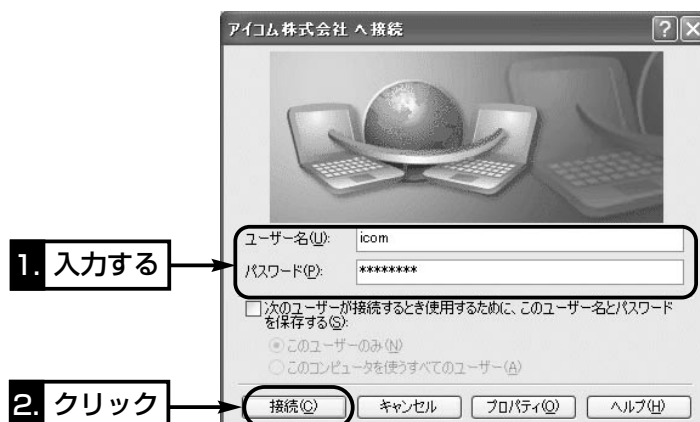 アイコム株式会社 へ接続
ユーザー名(U):
icom
1. 入力する
パスワード(P):
********
次のユーザーが接続するとき使用するために、このユーザー名とパスワード
を保存する(S):
このユーザーのみ(N)
このコンピュータを使うすべてのユーザー(A)
2. クリック
接続(C)
キャンセル
プロパティ(O)
ヘルプ(H)